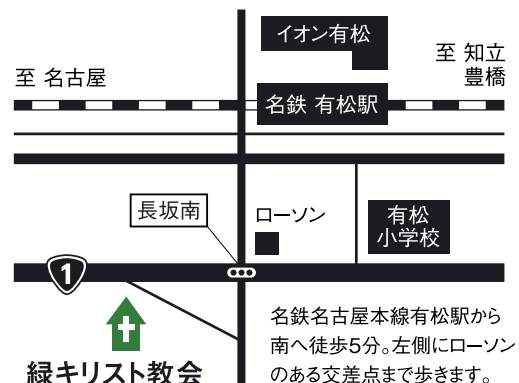 イオン有松
至 知立
豊橋
至 名古屋
名鉄 有松駅
長坂南
ローソン
有松
小学校
1
緑キリスト教会
名鉄名古屋本線有松駅から
南へ徒歩5分。左側にローソン
のある交差点まで歩きます。